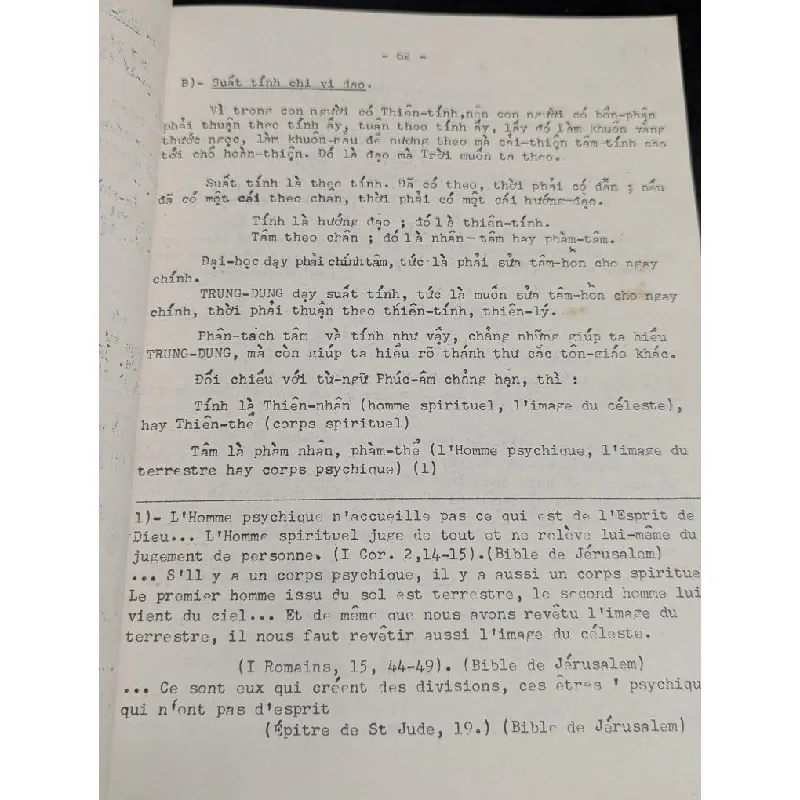 - 62 -
B)- Suất tính chi vi đạo.
Vì trong con người có Thiên-tính,nên con người có bổn-phận
phải thuận theo tính ấy, tuân theo tính ấy, lấy đó làm khuôn vàng
thước ngọc, làm khuôn-mẫu để nương theo mà cải-thiện tâm-tính cho
tới chỗ hoàn-thiện. Đó là đạo mà Trời muốn ta theo.
Suất tính là theo tính. Đã có theo, thời phải có dẫn ; nếu
đã có một cái theo chân, thời phải có một cái hướng-đạo.
Tính là hướng đạo ; đó là thiên-tính.
Tâm theo chân ; đó là nhân-tâm hay phàm-tâm.
Đại-học dạy phải chính tâm, tức là phải sửa tâm-hồn cho ngay
chính.
TRUNG-DUNG dạy suất tính, tức là muốn sửa tâm-hồn cho ngay
chính, thời phải thuận theo thiên-tính, thiên-lý.
Phân-tách tâm và tính như vậy, chẳng những giúp ta hiểu
TRUNG-DUNG, mà còn giúp ta hiểu rõ thánh thư các tôn-giáo khác.
Đối chiếu với từ-ngữ Phúc-âm chẳng hạn, thì :
Tính là Thiên-nhân (homme spirituel, l'image du céleste),
hay Thiên-thể (corps spirituel)
Tâm là phàm nhân, phàm-thể (l'Homme psychique, l'image du
terrestre hay corps psychique) (1)
1)- L'Homme psychique n'accueille pas ce qui est de l'Esprit de
Dieu... L'Homme spirituel juge de tout et ne relève lui-même du
jugement de personne. (I Cor. 2,14-15).(Bible de Jérusalem)
... S'll y a un corps psychique, il y a aussi un corps spiritue
Le premier homme issu du sol est terrestre, le second homme lui
vient du ciel... Et de même que nous avons revêtu l'image du
terrestre, il nous faut revêtir aussi l'image du céleste.
(I Romains, 15, 44-49). (Bible de Jérusalem)
... Ce sont eux qui créent des divisions, ces êtres ' psychiqu
qui n'ont pas d'esprit
(Épitre de St Jude, 19.) (Bible de Jérusalem)